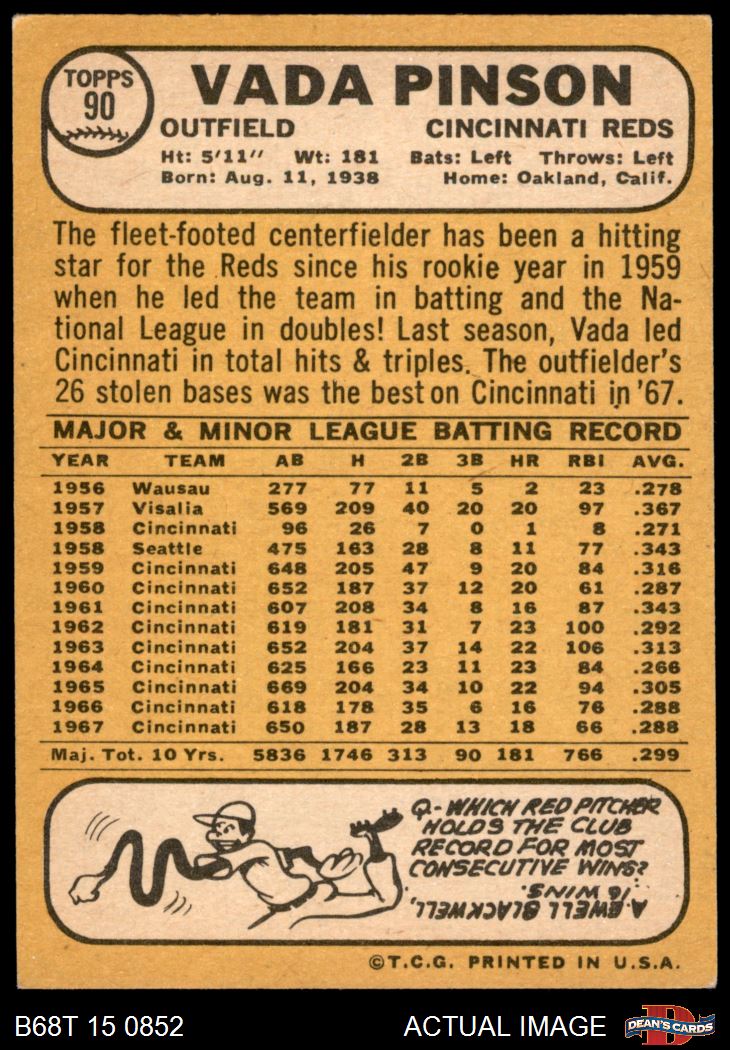 TOPPS
90
VADA PINSON
OUTFIELD CINCINNATI REDS
Ht: 5'11'' Wt: 181 Bats: Left Throws: Left
Born: Aug. 11, 1938 Home: Oakland, Calif.
The fleet-footed centerfielder has been a hitting
star for the Reds since his rookie year in 1959
when he led the team in batting and the Na-
tional League in doubles! Last season, Vada led
Cincinnati in total hits & triples. The outfielder's
26 stolen bases was the best on Cincinnati in '67.
MAJOR & MINOR LEAGUE BATTING RECORD
YEAR TEAM AB H 2B 3B HR RBI AVG.
1956 Wausau 277 77 11 5 2 23 .278
1957 Visalia 569 209 40 20 20 97 .367
1958 Cincinnati 96 26 7 0 1 8 .271
1958 Seattle 475 163 28 8 11 77 .343
1959 Cincinnati 648 205 47 9 20 84 .316
1960 Cincinnati 652 187 37 12 20 61 .287
1961 Cincinnati 607 208 34 8 16 87 .343
1962 Cincinnati 619 181 31 7 23 100 .292
1963 Cincinnati 652 204 37 14 22 106 .313
1964 Cincinnati 625 166 23 11 23 84 .266
1965 Cincinnati 669 204 34 10 22 94 .305
1966 Cincinnati 618 178 35 6 16 76 .288
1967 Cincinnati 650 187 28 13 18 66 .288
Maj. Tot. 10 Yrs. 5836 1746 313 90 181 766 .299
Q- WHICH RED PITCHER
HOLDS THE CLUB
RECORD FOR MOST
CONSECUTIVE WINS?
A. EWELL BLACKWELL,
16 WINS.
©T.C.G. PRINTED IN U.S.A.
B68T 15 0852 ACTUAL IMAGE
D
DEAN'S CARDS